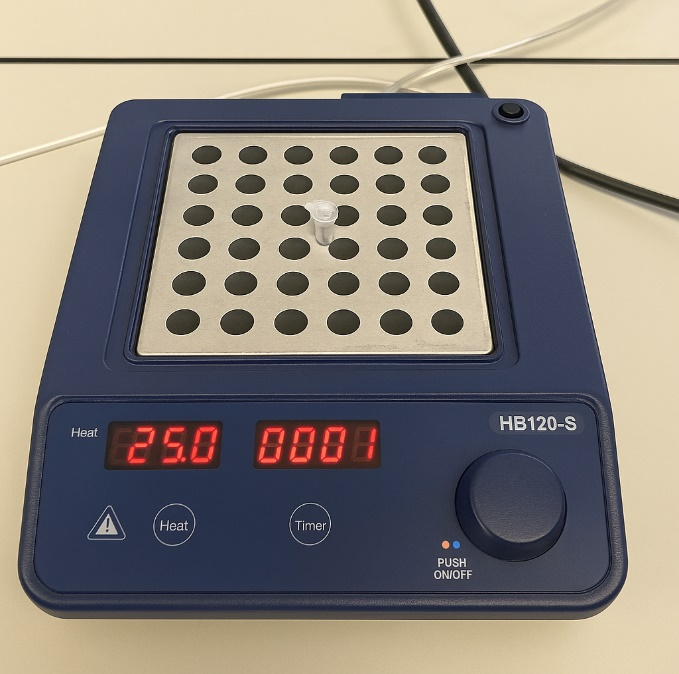 HB120-S
Heat 25.0 0001
Heat Timer
PUSH
ON/OFF